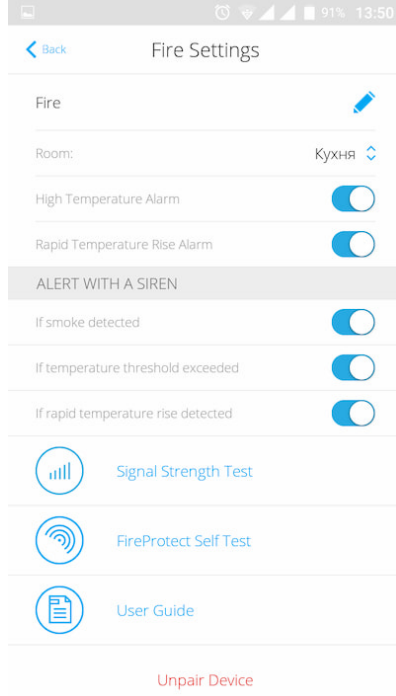 91% 13:50
Back
Fire Settings
Fire
Room:
Кухня
High Temperature Alarm
Rapid Temperature Rise Alarm
ALERT WITH A SIREN
If smoke detected
If temperature threshold exceeded
If rapid temperature rise detected
Signal Strength Test
FireProtect Self Test
User Guide
Unpair Device